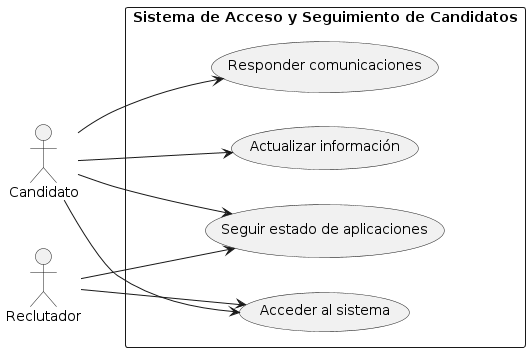 Sistema de Acceso y Seguimiento de Candidatos
Responder comunicaciones
Actualizar información
Candidato
Seguir estado de aplicaciones
Acceder al sistema
Reclutador